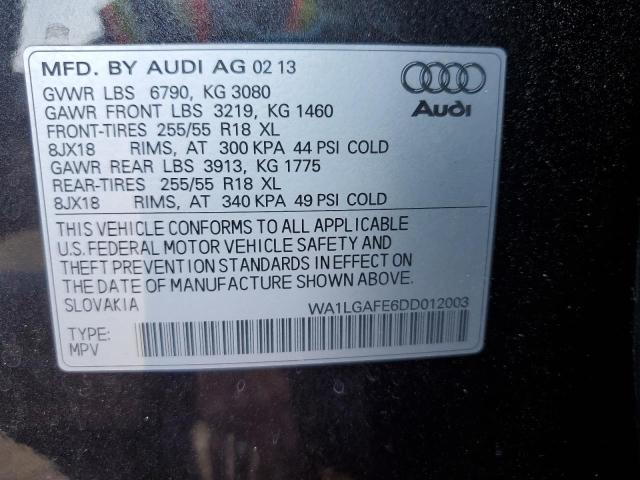 MFD. BY AUDI AG 02 13
GVWR LBS 6790, KG 3080
GAWR FRONT LBS 3219, KG 1460
FRONT-TIRES 255/55 R18 XL
8JX18 RIMS, AT 300 KPA 44 PSI COLD
GAWR REAR LBS 3913, KG 1775
REAR-TIRES 255/55 R18 XL
8JX18 RIMS, AT 340 KPA 49 PSI COLD
Audi
THIS VEHICLE CONFORMS TO ALL APPLICABLE
U.S. FEDERAL MOTOR VEHICLE SAFETY AND
THEFT PREVENTION STANDARDS IN EFFECT ON
THE DATE OF MANUFACTURE SHOWN ABOVE.
SLOVAKIA WA1LGAFE6DD012003
TYPE:
MPV